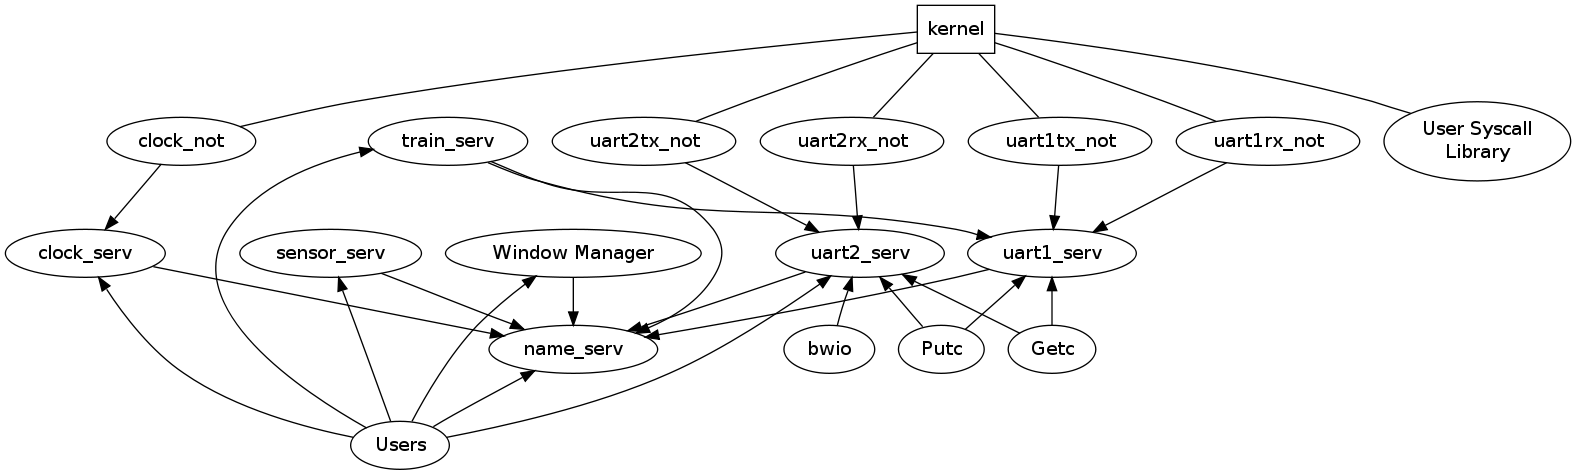 kernel
clock_not
train_serv
uart2tx_not
uart2rx_not
uart1tx_not
uart1rx_not
User Syscall
Library
clock_serv
sensor_serv
Window Manager
uart2_serv
uart1_serv
name_serv
bwio
Putc
Getc
Users